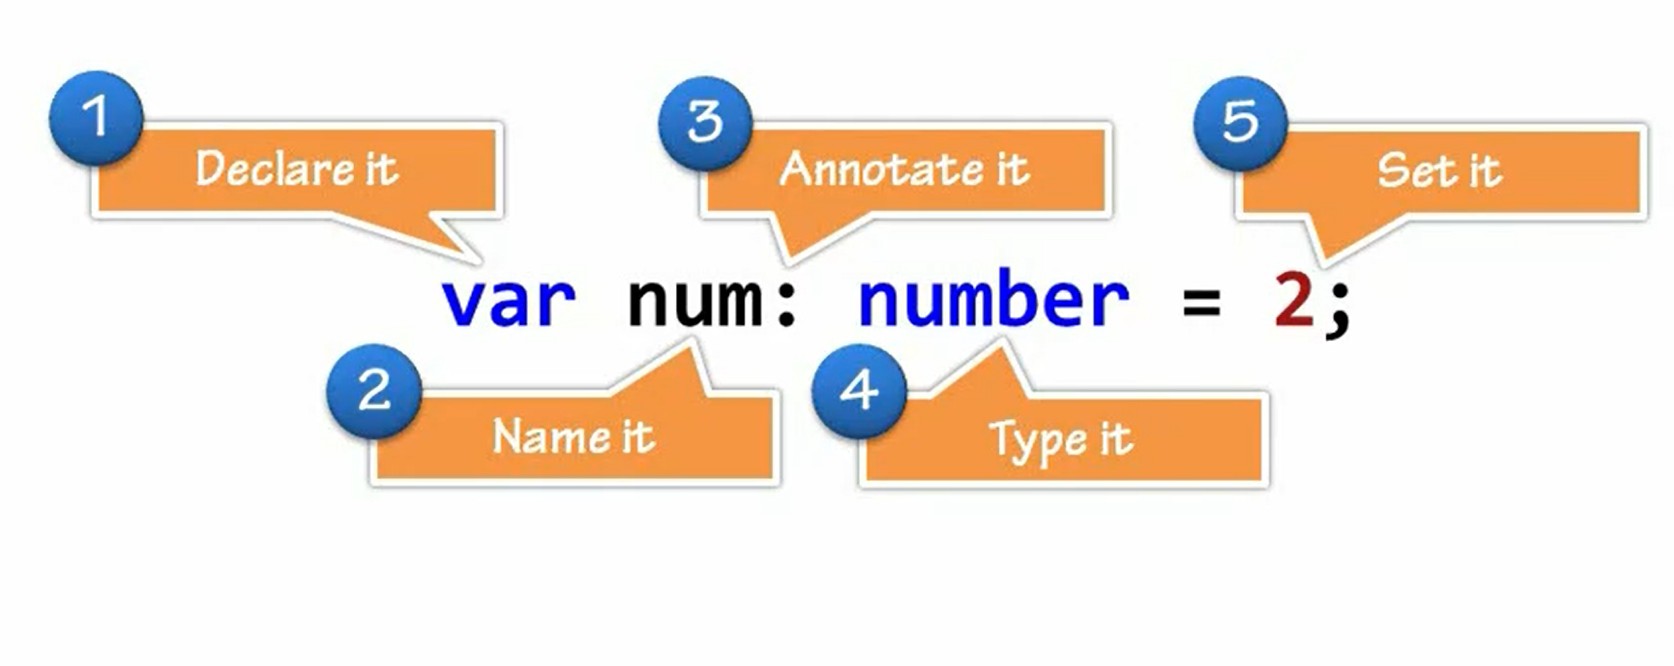 1
Declare it
3
Annotate it
5
Set it
var num: number = 2;
2
Name it
4
Type it